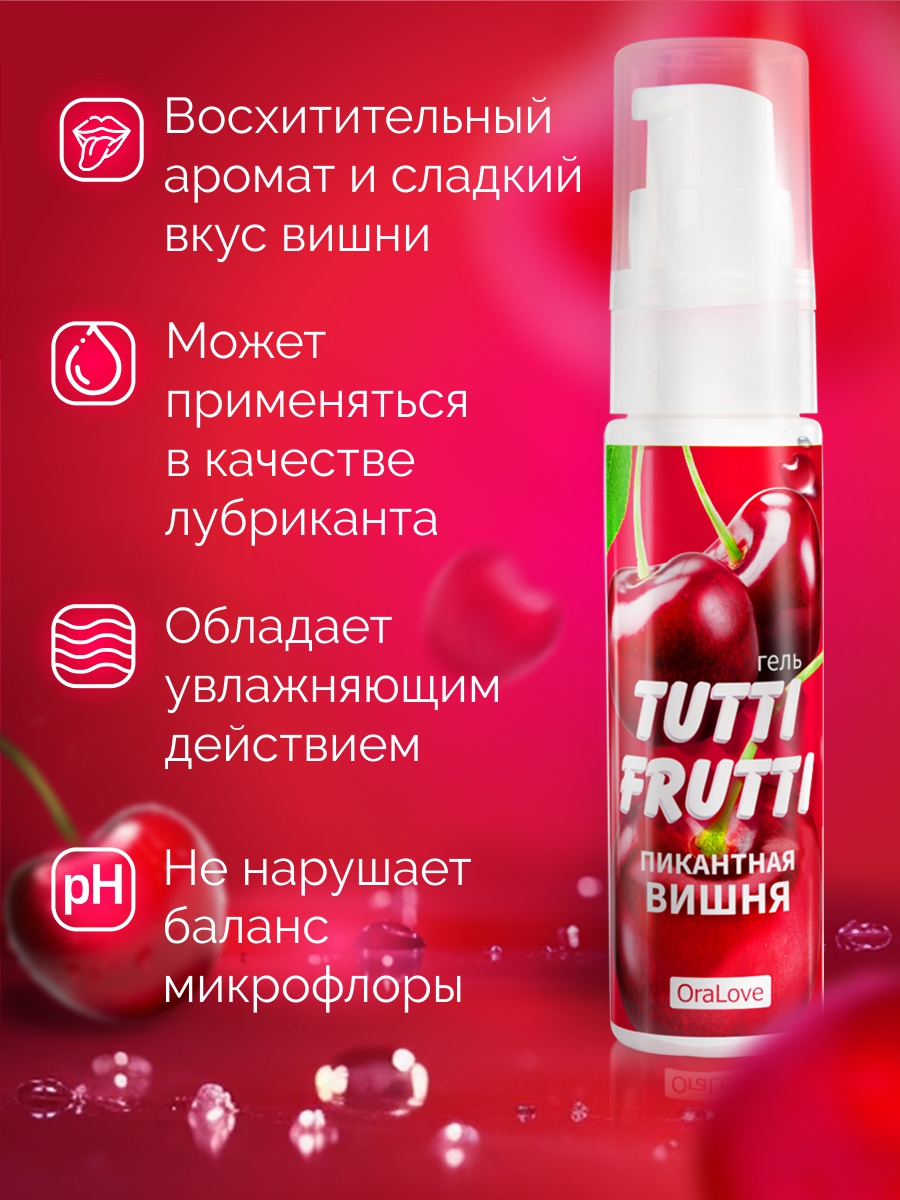 Восхитительный
аромат и сладкий
вкус вишни
Может
применяться
в качестве
лубриканта
Обладает
увлажняющим
действием
pH
Не нарушает
баланс
микрофлоры
гель
TUTTI
FRUTTI
ПИКАНТНАЯ
ВИШНЯ
OraLove
OraLove